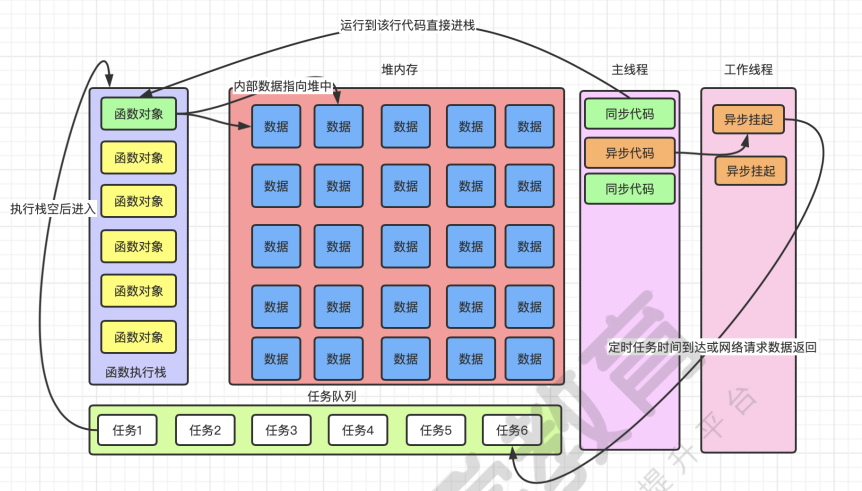 运行到该行代码直接进栈
堆内存
主线程
工作线程
内部数据指向堆中
函数对象
数据 数据 数据 数据 数据
同步代码
异步挂起
函数对象
异步代码
函数对象
数据 数据 数据 数据 数据
同步代码
异步挂起
执行栈空后进入
函数对象
数据 数据 数据 数据 数据
函数对象
数据 数据 数据 数据 数据
函数对象
数据 数据 数据 数据 数据
定时任务时间到达或网络请求数据返回
函数执行栈
任务队列
任务1 任务2 任务3 任务4 任务5 任务6
教育
提升平台